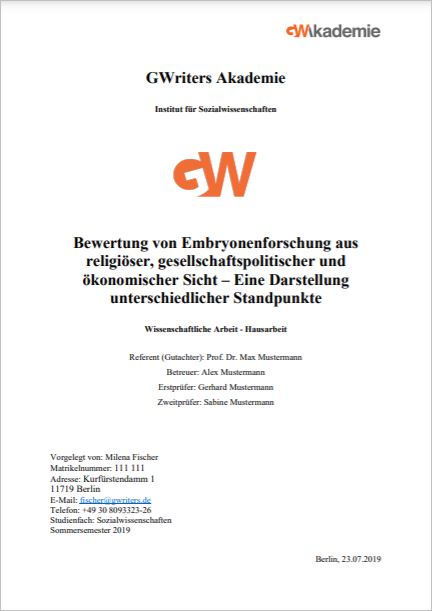 GWAkademie
GWriters Akademie
Institut für Sozialwissenschaften
GW
Bewertung von Embryonenforschung aus
religiöser, gesellschaftspolitischer und
ökonomischer Sicht – Eine Darstellung
unterschiedlicher Standpunkte
Wissenschaftliche Arbeit - Hausarbeit
Referent (Gutachter): Prof. Dr. Max Mustermann
Betreuer: Alex Mustermann
Erstprüfer: Gerhard Mustermann
Zweitprüfer: Sabine Mustermann
Vorgelegt von: Milena Fischer
Matrikelnummer: 111 111
Adresse: Kurfürstendamm 1
11719 Berlin
E-Mail: fischer@gwriters.de
Telefon: +49 30 8093323-26
Studienfach: Sozialwissenschaften
Sommersemester 2019
Berlin, 23.07.2019